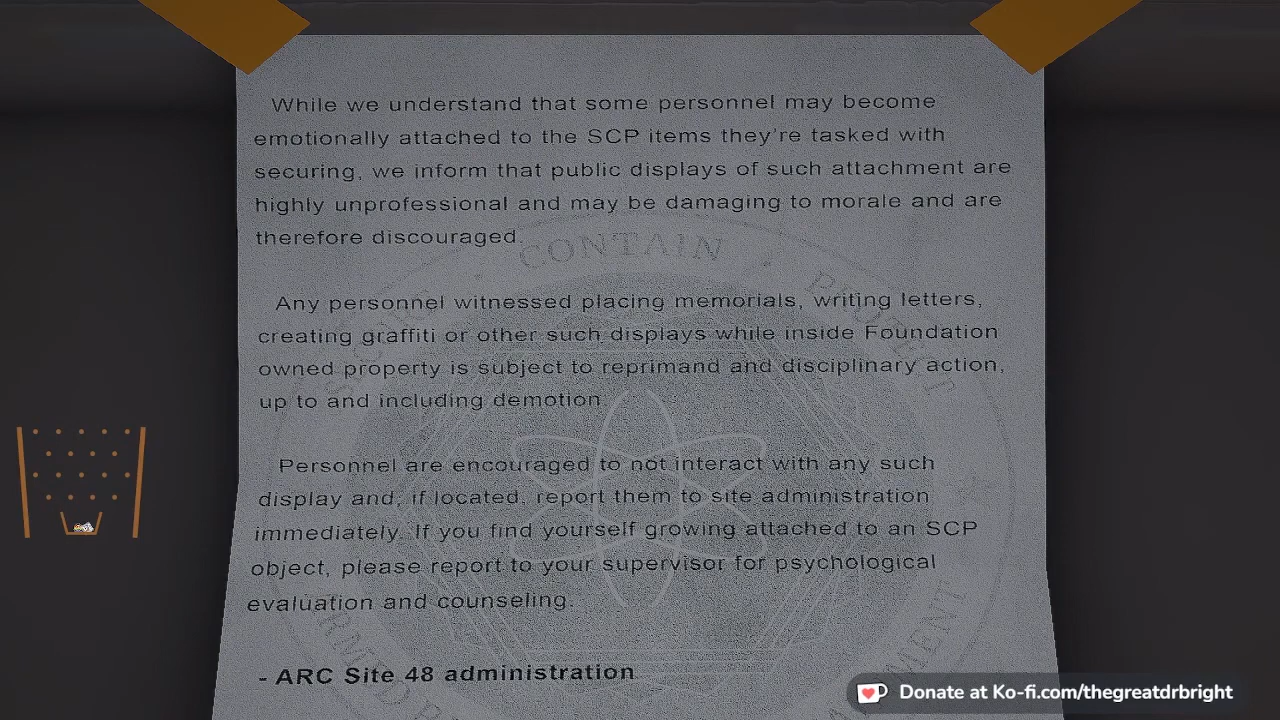 While we understand that some personnel may become
emotionally attached to the SCP items they're tasked with
securing, we inform that public displays of such attachment are
highly unprofessional and may be damaging to morale and are
therefore discouraged.
Any personnel witnessed placing memorials, writing letters,
creating graffiti or other such displays while inside Foundation
owned property is subject to reprimand and disciplinary action,
up to and including demotion
Personnel are encouraged to not interact with any such
display and, if located, report them to site administration
immediately. If you find yourself growing attached to an SCP
object, please report to your supervisor for psychological
evaluation and counseling.
- ARC Site 48 administration
CONTAIN
Donate at Ko-fi.com/thegreatdrbright